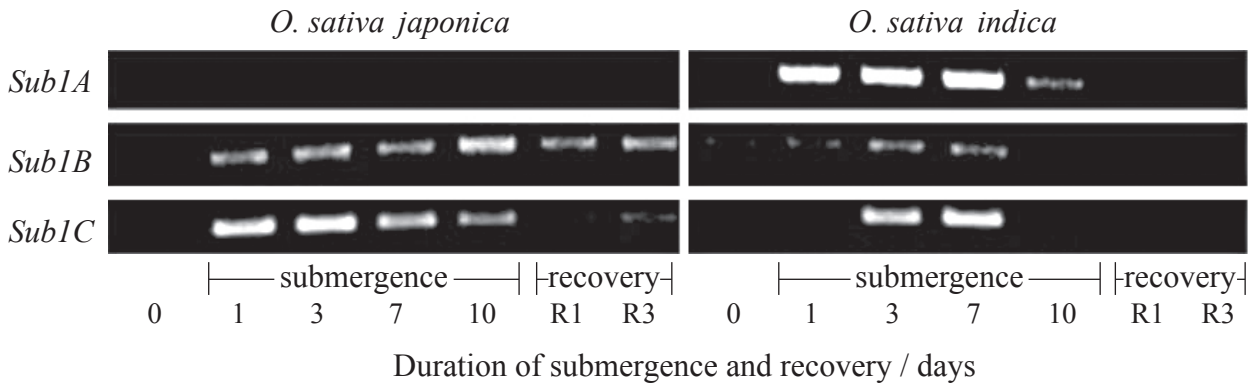 O. sativa japonica O. sativa indica
Sub1A
Sub1B
Sub1C
submergence recovery submergence recovery
0 1 3 7 10 R1 R3 0 1 3 7 10 R1 R3
Duration of submergence and recovery / days